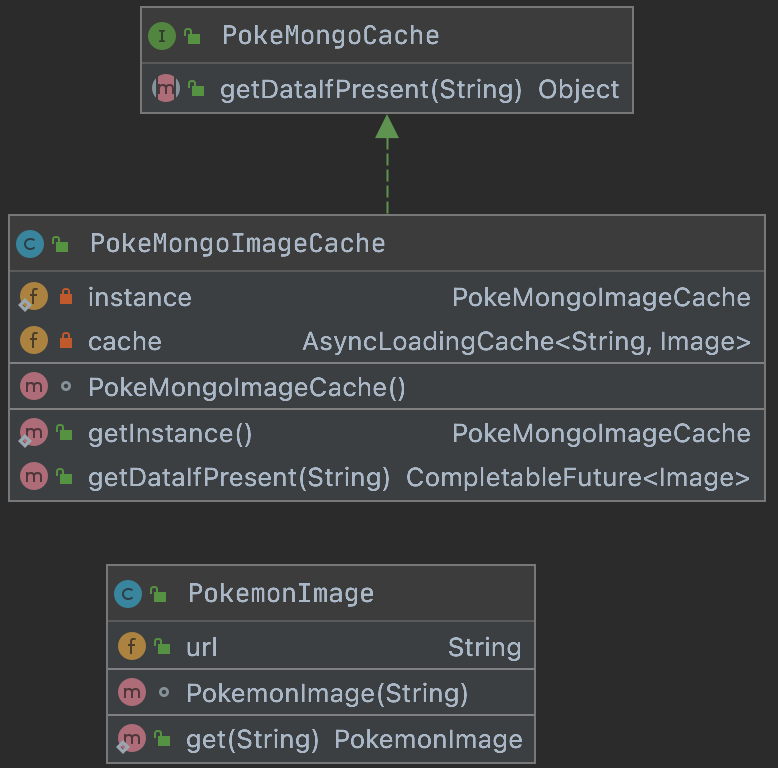 PokeMongoCache
getDataIfPresent(String) Object
PokeMongoImageCache
instance PokeMongoImageCache
cache AsyncLoadingCache<String, Image>
PokeMongoImageCache()
getInstance() PokeMongoImageCache
getDataIfPresent(String) CompletableFuture<Image>
PokemonImage
url String
PokemonImage(String)
get(String) PokemonImage